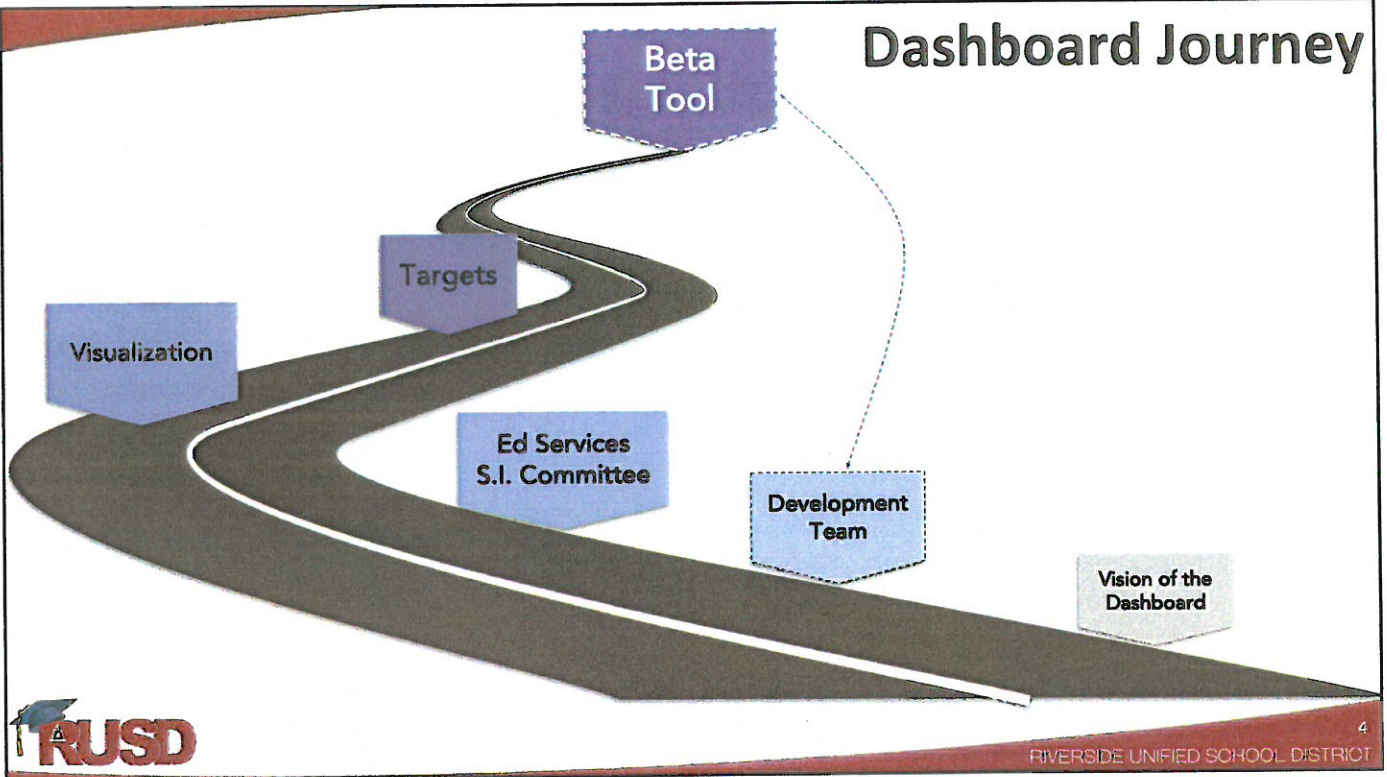 Dashboard Journey
Beta
Tool
Targets
Visualization
Ed Services
S.I. Committee
Development
Team
Vision of the
Dashboard
RUSD
4
RIVERSIDE UNIFIED SCHOOL DISTRICT